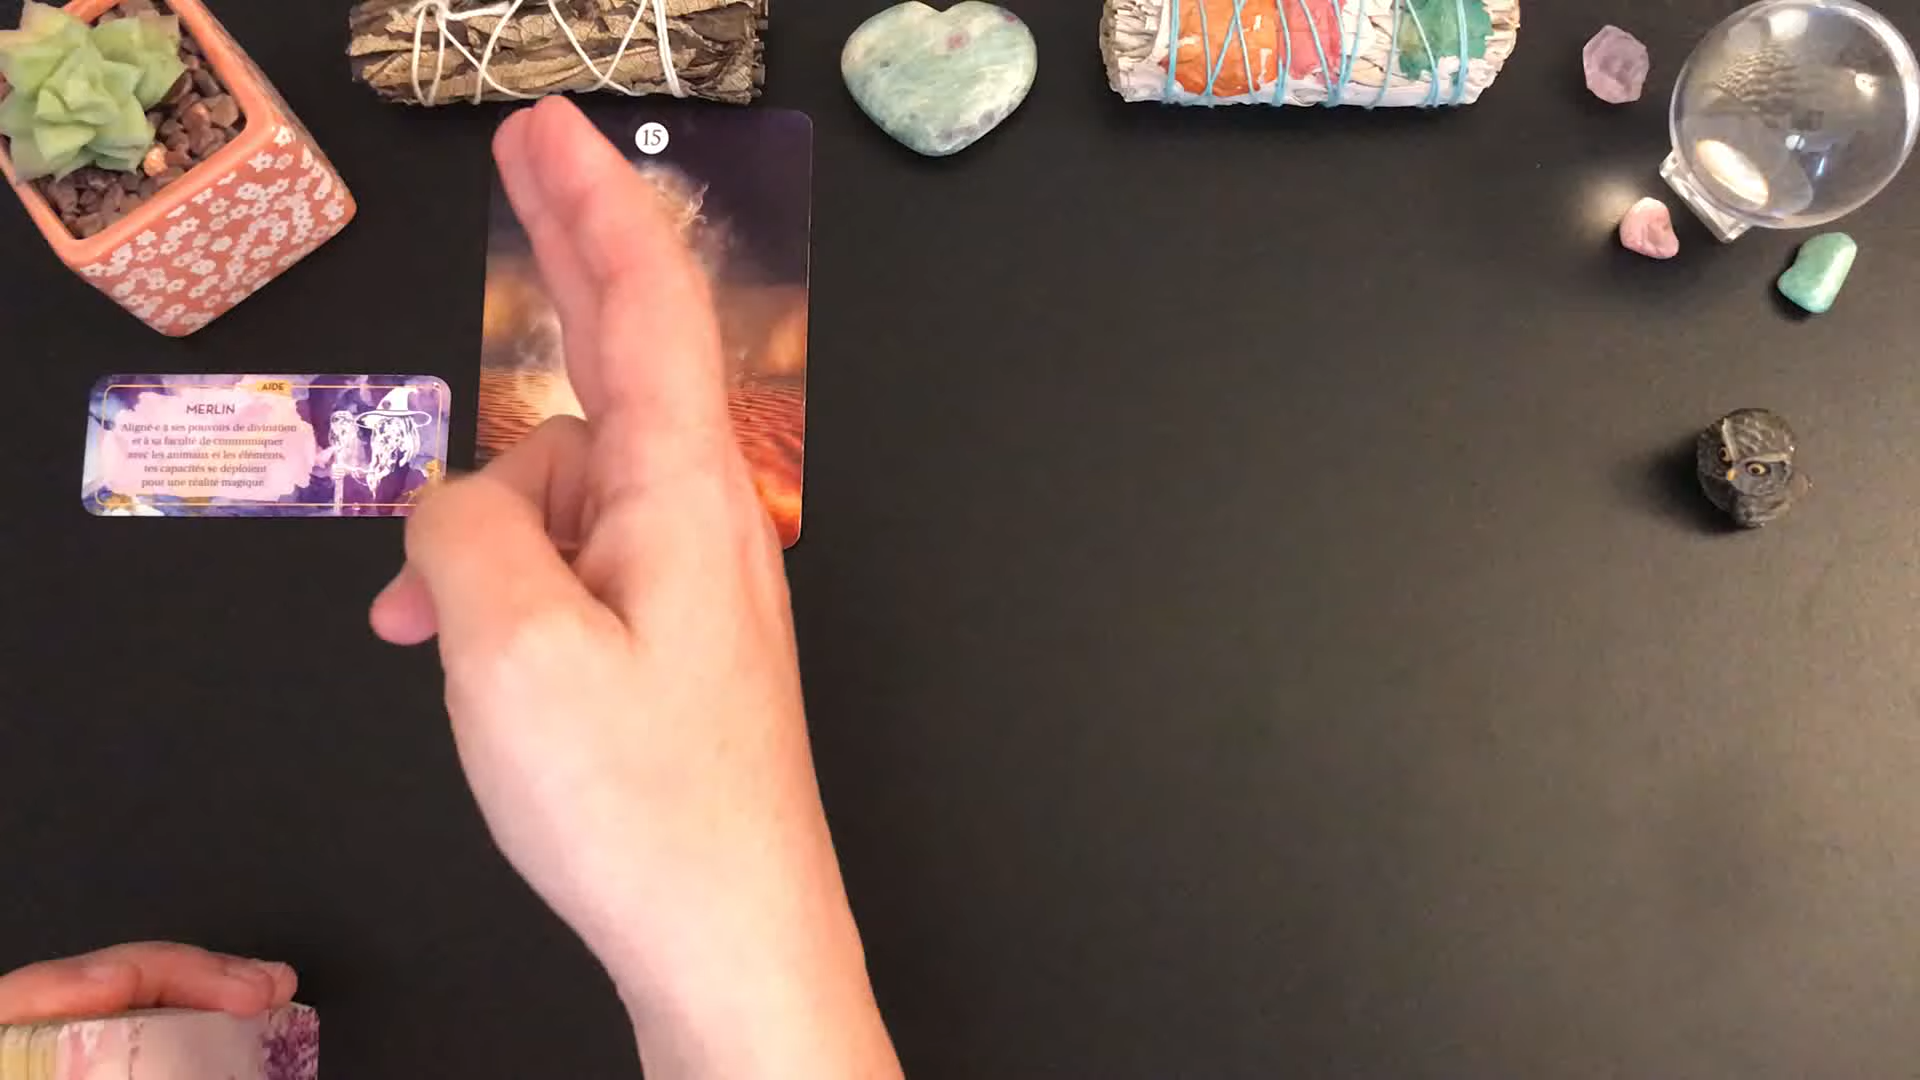 15
AIDE
MERLIN
Aligné·e à ses pouvoirs de divination
et à sa faculté de communiquer
avec les animaux et les éléments,
tes capacités se déploient
pour une réalité magique